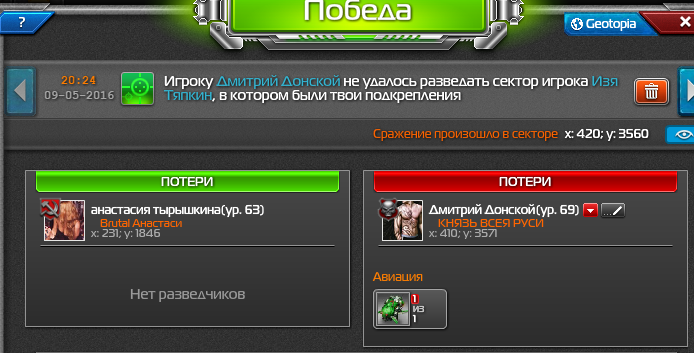 Победа
?
Geotopia
20:24
09-05-2016
Игроку Дмитрий Донской не удалось разведать сектор игрока Изя
Тяпкин, в котором были твои подкрепления
Сражение произошло в секторе x: 420; y: 3560
ПОТЕРИ
анастасия тырышкина(ур. 63)
Brutal Анастаси
x: 231; y: 1846
Нет разведчиков
ПОТЕРИ
Дмитрий Донской(ур. 69)
КНЯЗЬ ВСЕЯ РУСИ
x: 410; y: 3571
Авиация
1
из
1